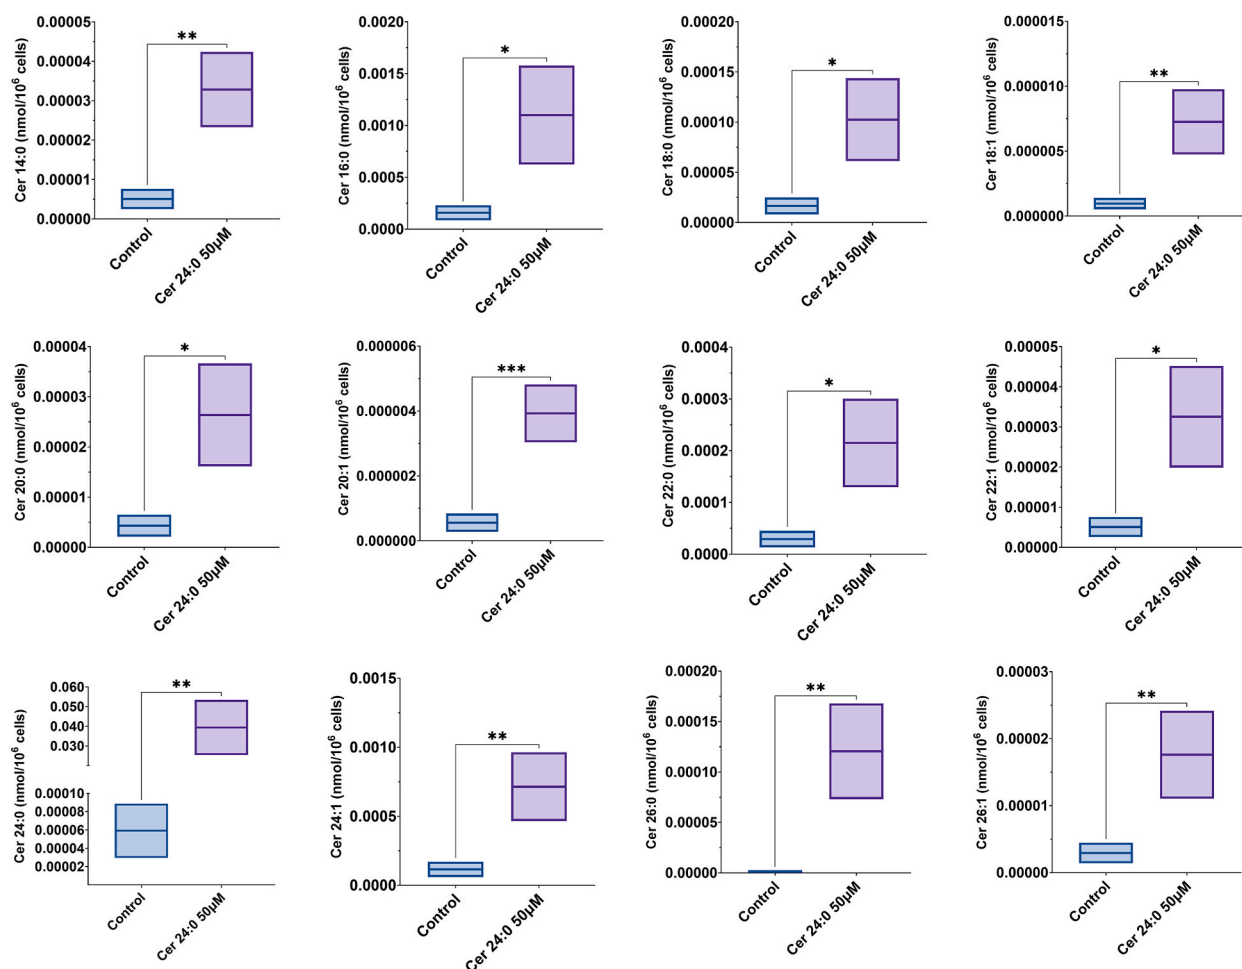 Cer 14:0 (nmol/10⁶ cells)
0.00005
0.00004
0.00003
0.00002
0.00001
0.00000
**
Control
Cer 24:0 50µM
Cer 16:0 (nmol/10⁶ cells)
0.0020
0.0015
0.0010
0.0005
0.0000
*
Control
Cer 24:0 50µM
Cer 18:0 (nmol/10⁶ cells)
0.00020
0.00015
0.00010
0.00005
0.00000
*
Control
Cer 24:0 50µM
Cer 18:1 (nmol/10⁶ cells)
0.000015
0.000010
0.000005
0.000000
**
Control
Cer 24:0 50µM
Cer 20:0 (nmol/10⁶ cells)
0.00004
0.00003
0.00002
0.00001
0.00000
*
Control
Cer 24:0 50µM
Cer 20:1 (nmol/10⁶ cells)
0.000006
0.000004
0.000002
0.000000
***
Control
Cer 24:0 50µM
Cer 22:0 (nmol/10⁶ cells)
0.0004
0.0003
0.0002
0.0001
0.0000
*
Control
Cer 24:0 50µM
Cer 22:1 (nmol/10⁶ cells)
0.00005
0.00004
0.00003
0.00002
0.00001
0.00000
*
Control
Cer 24:0 50µM
Cer 24:0 (nmol/10⁶ cells)
0.060
0.050
0.040
0.030
0.00010
0.00008
0.00006
0.00004
0.00002
**
Control
Cer 24:0 50µM
Cer 24:1 (nmol/10⁶ cells)
0.0015
0.0010
0.0005
0.0000
**
Control
Cer 24:0 50µM
Cer 26:0 (nmol/10⁶ cells)
0.00020
0.00015
0.00010
0.00005
0.00000
**
Control
Cer 24:0 50µM
Cer 26:1 (nmol/10⁶ cells)
0.00003
0.00002
0.00001
0.00000
**
Control
Cer 24:0 50µM